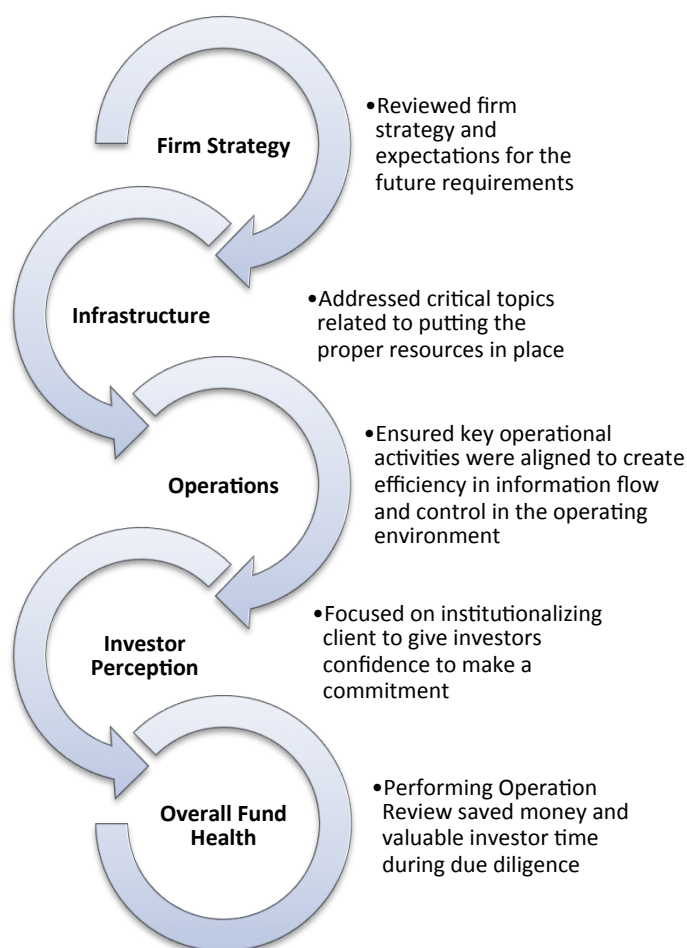 Firm Strategy
•Reviewed firm
strategy and
expectations for the
future requirements
Infrastructure
•Addressed critical topics
related to putting the
proper resources in place
Operations
•Ensured key operational
activities were aligned to create
efficiency in information flow
and control in the operating
environment
Investor
Perception
•Focused on institutionalizing
client to give investors
confidence to make a
commitment
Overall Fund
Health
•Performing Operation
Review saved money and
valuable investor time
during due diligence